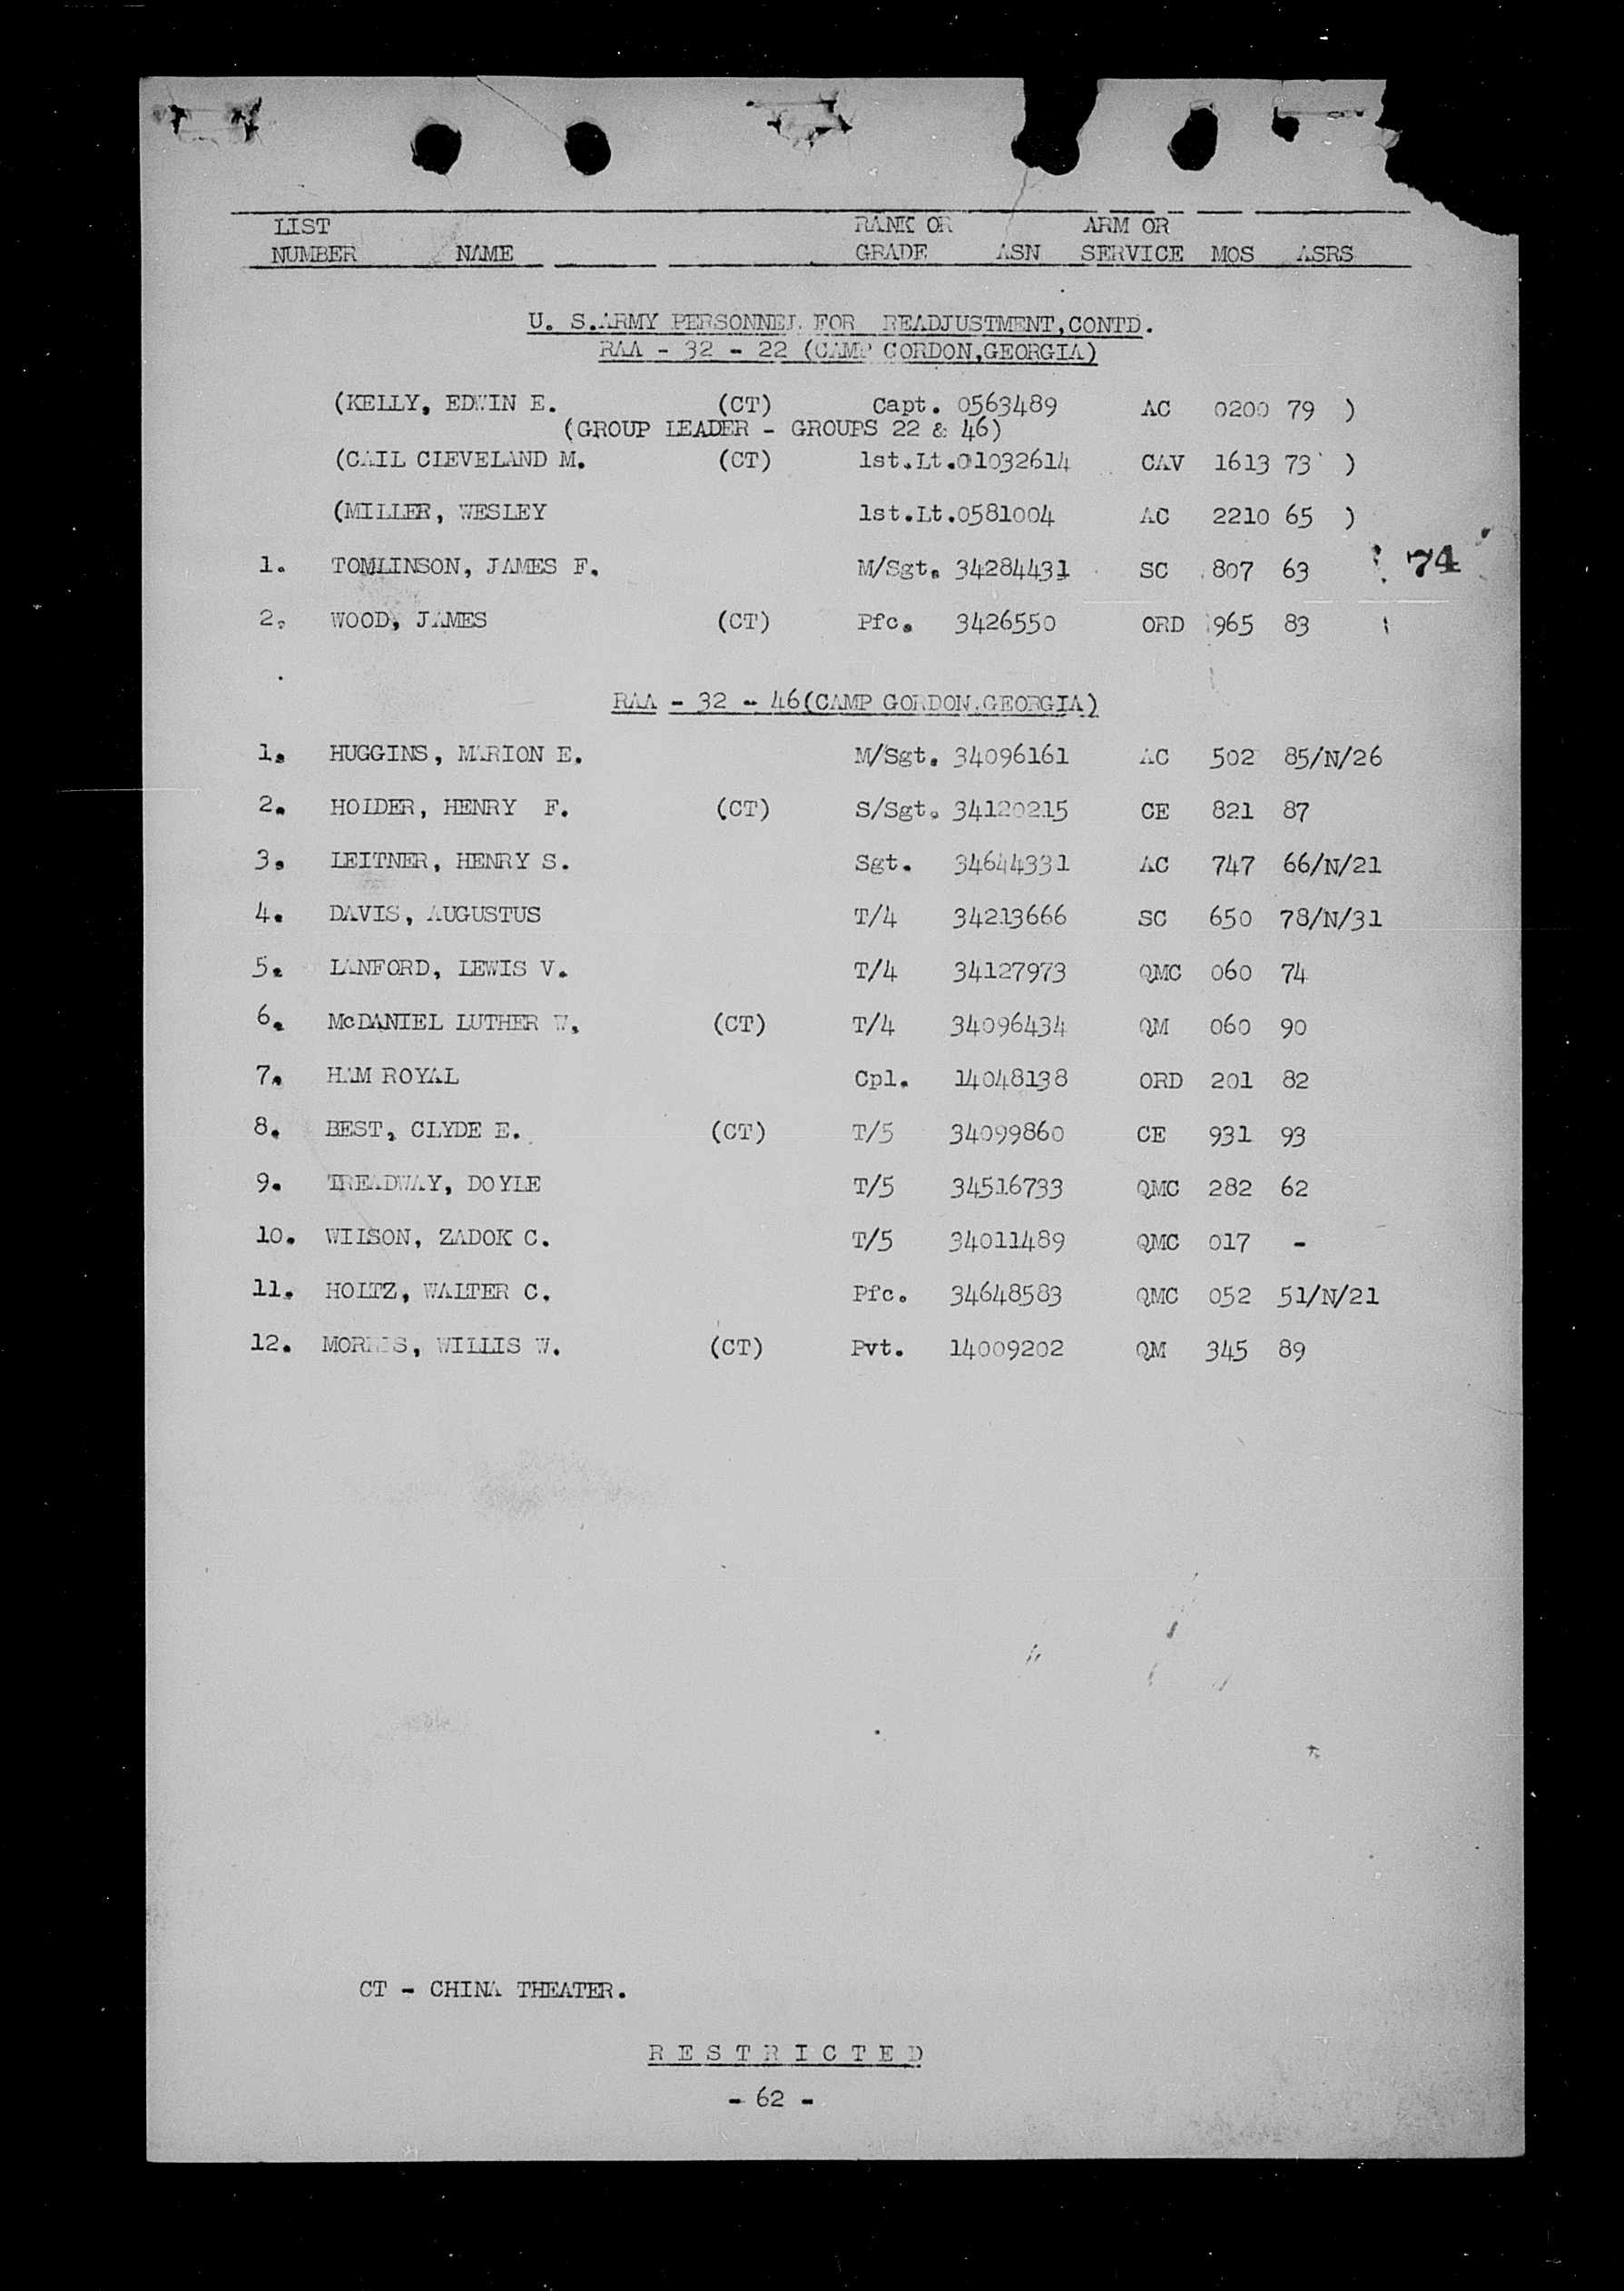 LIST RANK OR ARM OR
NUMBER NAME GRADE ASN SERVICE MOS ASRS
U. S.ARMY PERSONNEL FOR READJUSTMENT,CONTD.
RAA - 32 - 22 (CAMP GORDON,GEORGIA)
(KELLY, EDWIN E. (CT) Capt. 0563489 AC 0200 79 )
(GROUP LEADER - GROUPS 22 & 46)
(CAIL CLEVELAND M. (CT) 1st.Lt.01032614 CAV 1613 73 )
(MILLER, WESLEY 1st.Lt.0581004 AC 2210 65 )
1. TOMLINSON, JAMES F. M/Sgt. 34284431 SC 807 63 74
2. WOOD, JAMES (CT) Pfc. 3426550 ORD 965 83
RAA - 32 - 46(CAMP GORDON,GEORGIA)
1. HUGGINS, MARION E. M/Sgt. 34096161 AC 502 85/N/26
2. HOLDER, HENRY F. (CT) S/Sgt. 34120215 CE 821 87
3. LEITNER, HENRY S. Sgt. 34644331 AC 747 66/N/21
4. DAVIS, AUGUSTUS T/4 34213666 SC 650 78/N/31
5. LANFORD, LEWIS V. T/4 34127973 QMC 060 74
6. McDANIEL LUTHER W. (CT) T/4 34096434 QM 060 90
7. HAM ROYAL Cpl. 14048138 ORD 201 82
8. BEST, CLYDE E. (CT) T/5 34099860 CE 931 93
9. TREADWAY, DOYLE T/5 34516733 QMC 282 62
10. WILSON, ZADOK C. T/5 34011489 QMC 017 -
11. HOLTZ, WALTER C. Pfc. 34648583 QMC 052 51/N/21
12. MORRIS, WILLIS W. (CT) Pvt. 14009202 QM 345 89
CT - CHINA THEATER.
R E S T R I C T E D
- 62 -